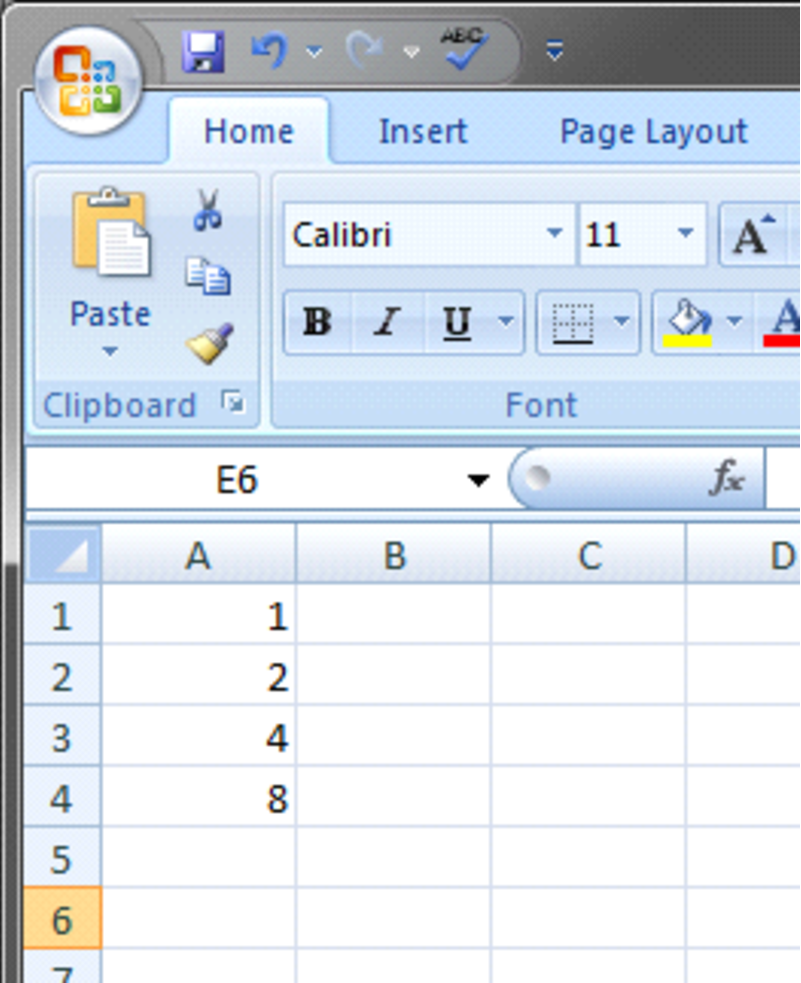 ABC
Home Insert Page Layout
Calibri 11 A
Paste
B I U A
Clipboard Font
E6 fx
A B C D
1 1
2 2
3 4
4 8
5
6
7